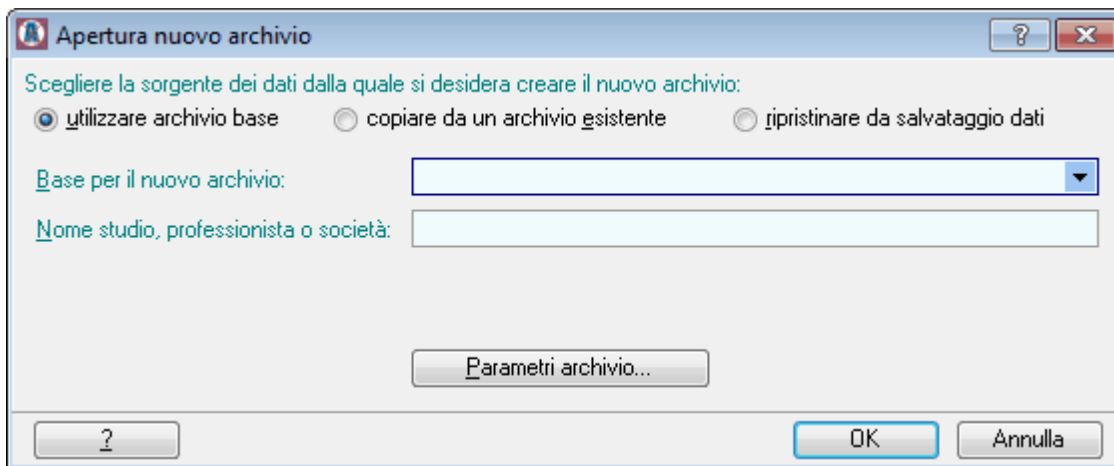 Apertura nuovo archivio
Scegliere la sorgente dei dati dalla quale si desidera creare il nuovo archivio:
utilizzare archivio base copiare da un archivio esistente ripristinare da salvataggio dati
Base per il nuovo archivio:
Nome studio, professionista o società:
Parametri archivio...
? OK Annulla